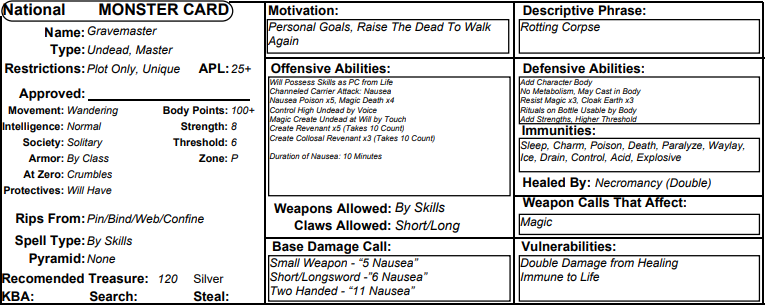 National MONSTER CARD
Name: Gravemaster
Type: Undead, Master
Restrictions: Plot Only, Unique APL: 25+
Approved:
Movement: Wandering Body Points: 100+
Intelligence: Normal Strength: 8
Society: Solitary Threshold: 6
Armor: By Class Zone: P
At Zero: Crumbles
Protectives: Will Have
Rips From: Pin/Bind/Web/Confine
Spell Type: By Skills
Pyramid: None
Recomended Treasure: 120 Silver
KBA: Search: Steal:
Motivation:
Personal Goals, Raise The Dead To Walk
Again
Offensive Abilities:
Will Possess Skills as PC from Life
Channeled Carrier Attack: Nausea
Nausea Poison x5, Magic Death x4
Control High Undead by Voice
Magic Create Undead at Will by Touch
Create Revenant x5 (Takes 10 Count)
Create Collosal Revenant x3 (Takes 10 Count)
Duration of Nausea: 10 Minutes
Weapons Allowed: By Skills
Claws Allowed: Short/Long
Base Damage Call:
Small Weapon - “5 Nausea”
Short/Longsword -”6 Nausea”
Two Handed - “11 Nausea”
Descriptive Phrase:
Rotting Corpse
Defensive Abilities:
Add Character Body
No Metabolism, May Cast in Body
Resist Magic x3, Cloak Earth x3
Rituals on Bottle Usable by Body
Add Strengths, Higher Threshold
Immunities:
Sleep, Charm, Poison, Death, Paralyze, Waylay,
Ice, Drain, Control, Acid, Explosive
Healed By: Necromancy (Double)
Weapon Calls That Affect:
Magic
Vulnerabilities:
Double Damage from Healing
Immune to Life